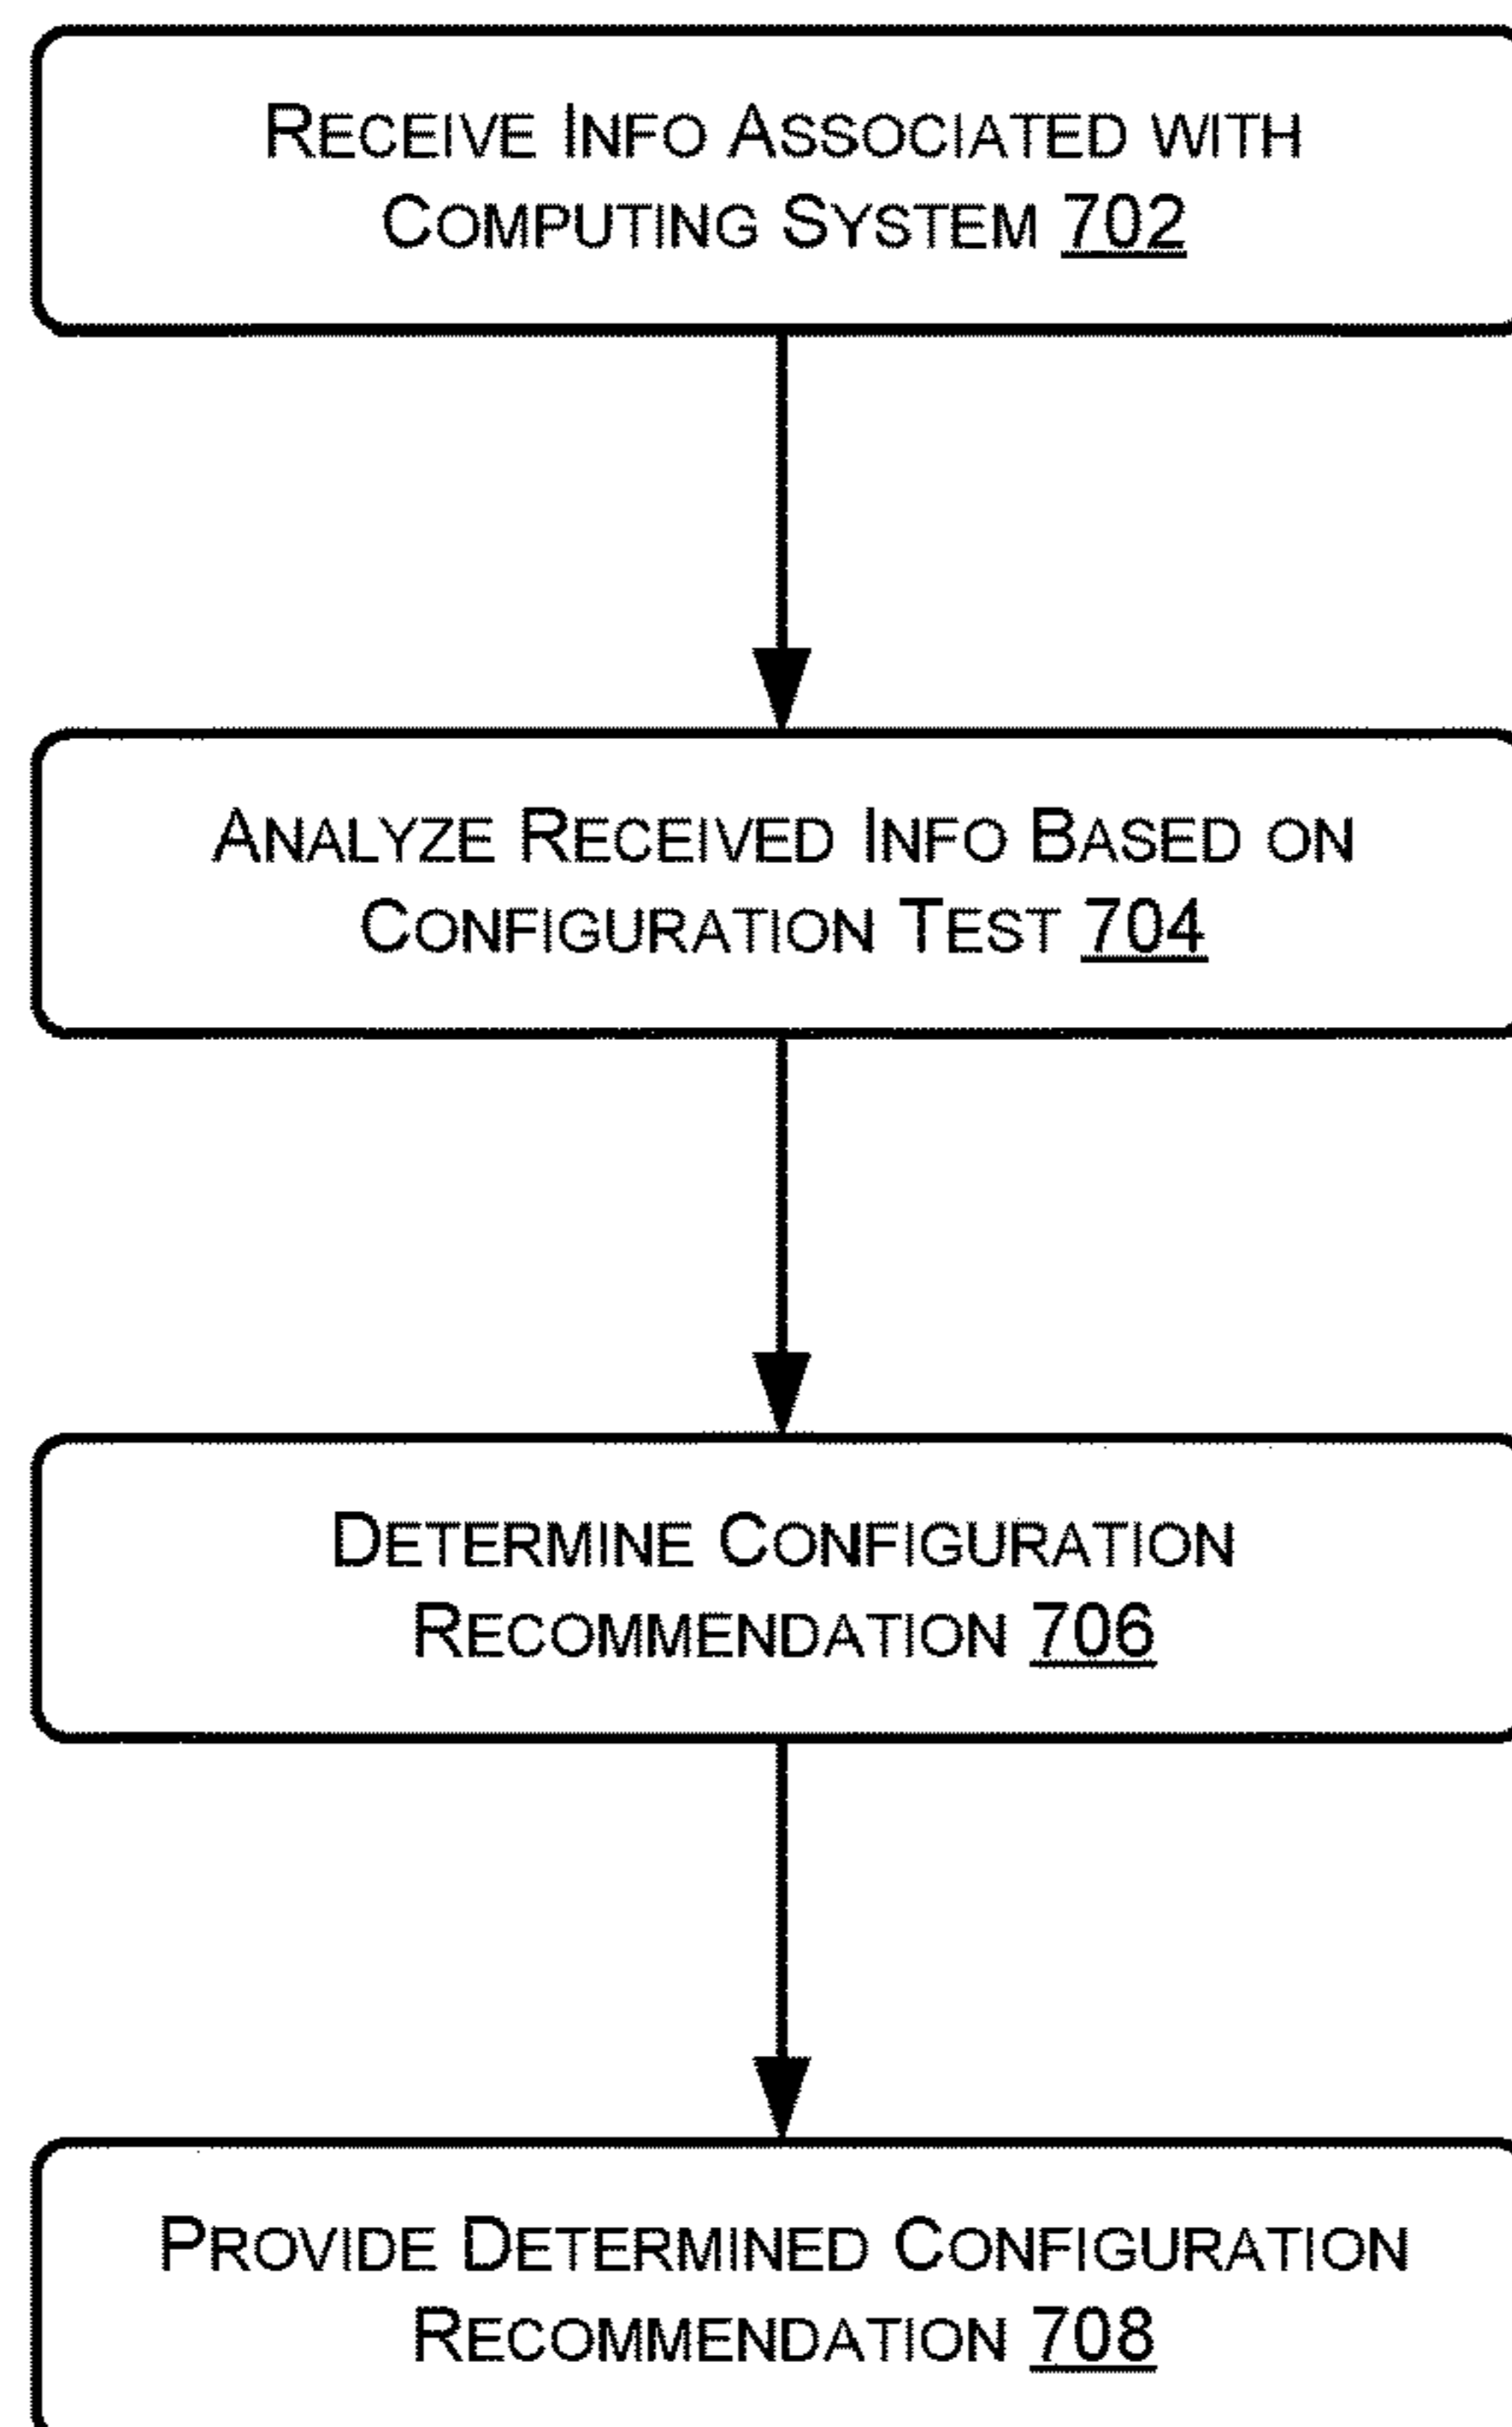 RECEIVE INFO ASSOCIATED WITH
COMPUTING SYSTEM 702
ANALYZE RECEIVED INFO BASED ON
CONFIGURATION TEST 704
DETERMINE CONFIGURATION
RECOMMENDATION 706
PROVIDE DETERMINED CONFIGURATION
RECOMMENDATION 708